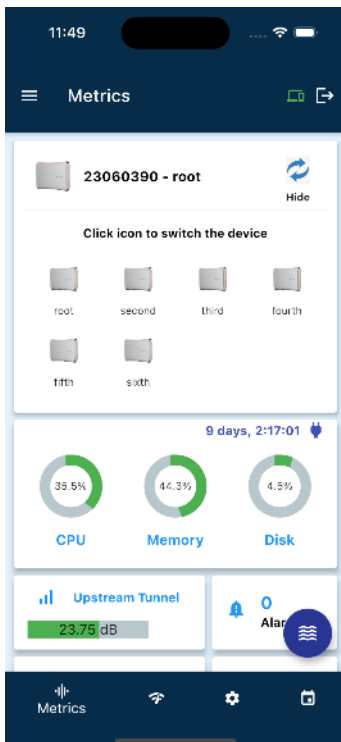 11:49
Metrics
23060390 - root
Hide
Click icon to switch the device
root second third fourth
fifth sixth
9 days, 2:17:01
35.5% 44.3% 4.5%
CPU Memory Disk
Upstream Tunnel
23.75 dB
0
Metrics